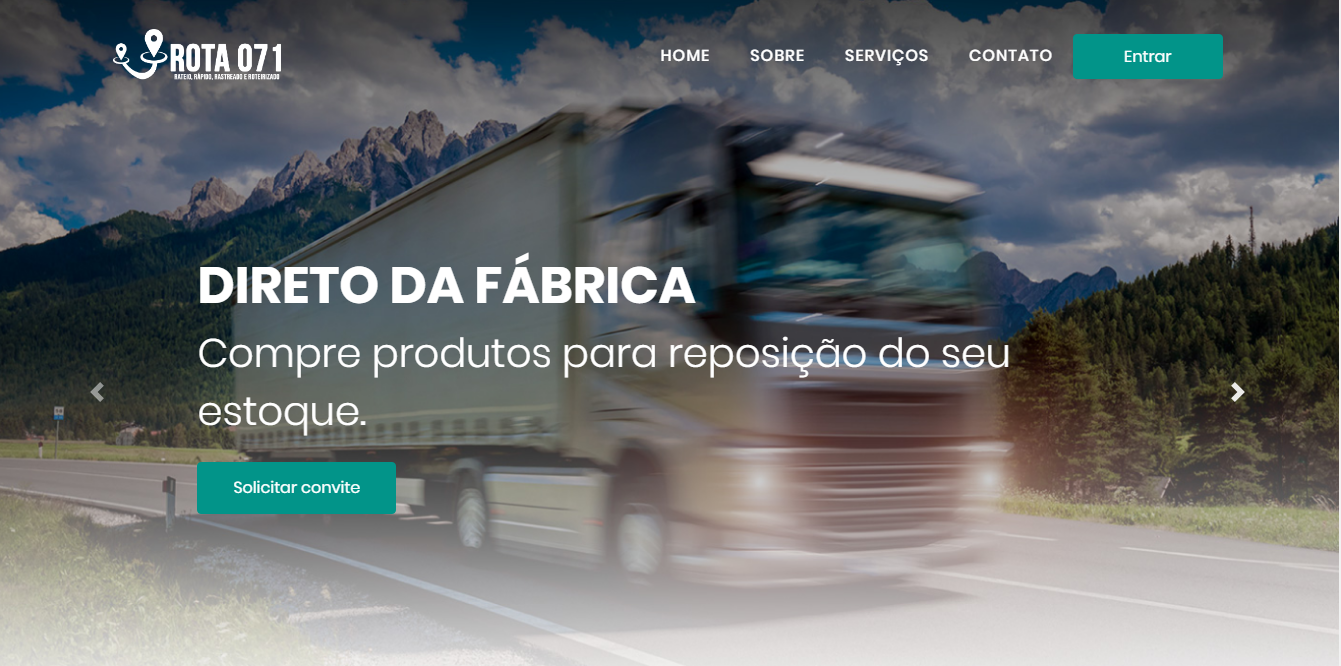 ROTA 071
RATEIO, RÁPIDO, RASTREADO E ROTEIRIZADO
HOME SOBRE SERVIÇOS CONTATO Entrar
DIRETO DA FÁBRICA
Compre produtos para reposição do seu
estoque.
Solicitar convite